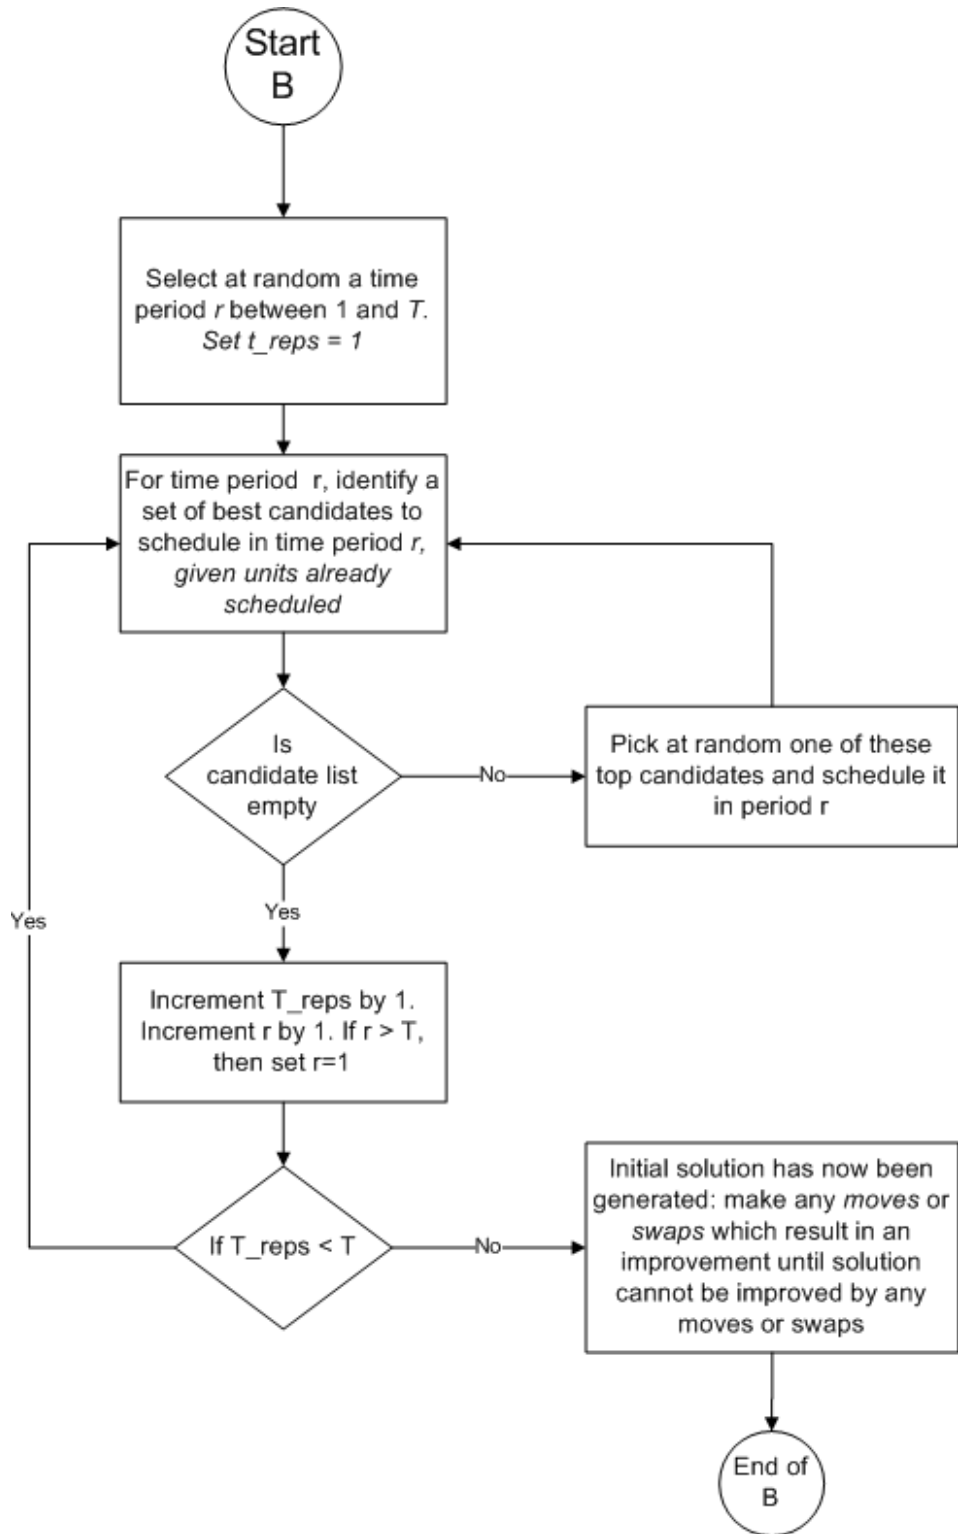 Start
B
Select at random a time
period r between 1 and T.
Set t_reps = 1
For time period r, identify a
set of best candidates to
schedule in time period r,
given units already
scheduled
Is
candidate list
empty
No
Pick at random one of these
top candidates and schedule it
in period r
Yes
Yes
Increment T_reps by 1.
Increment r by 1. If r > T,
then set r=1
If T_reps < T
No
Initial solution has now been
generated: make any moves or
swaps which result in an
improvement until solution
cannot be improved by any
moves or swaps
End of
B